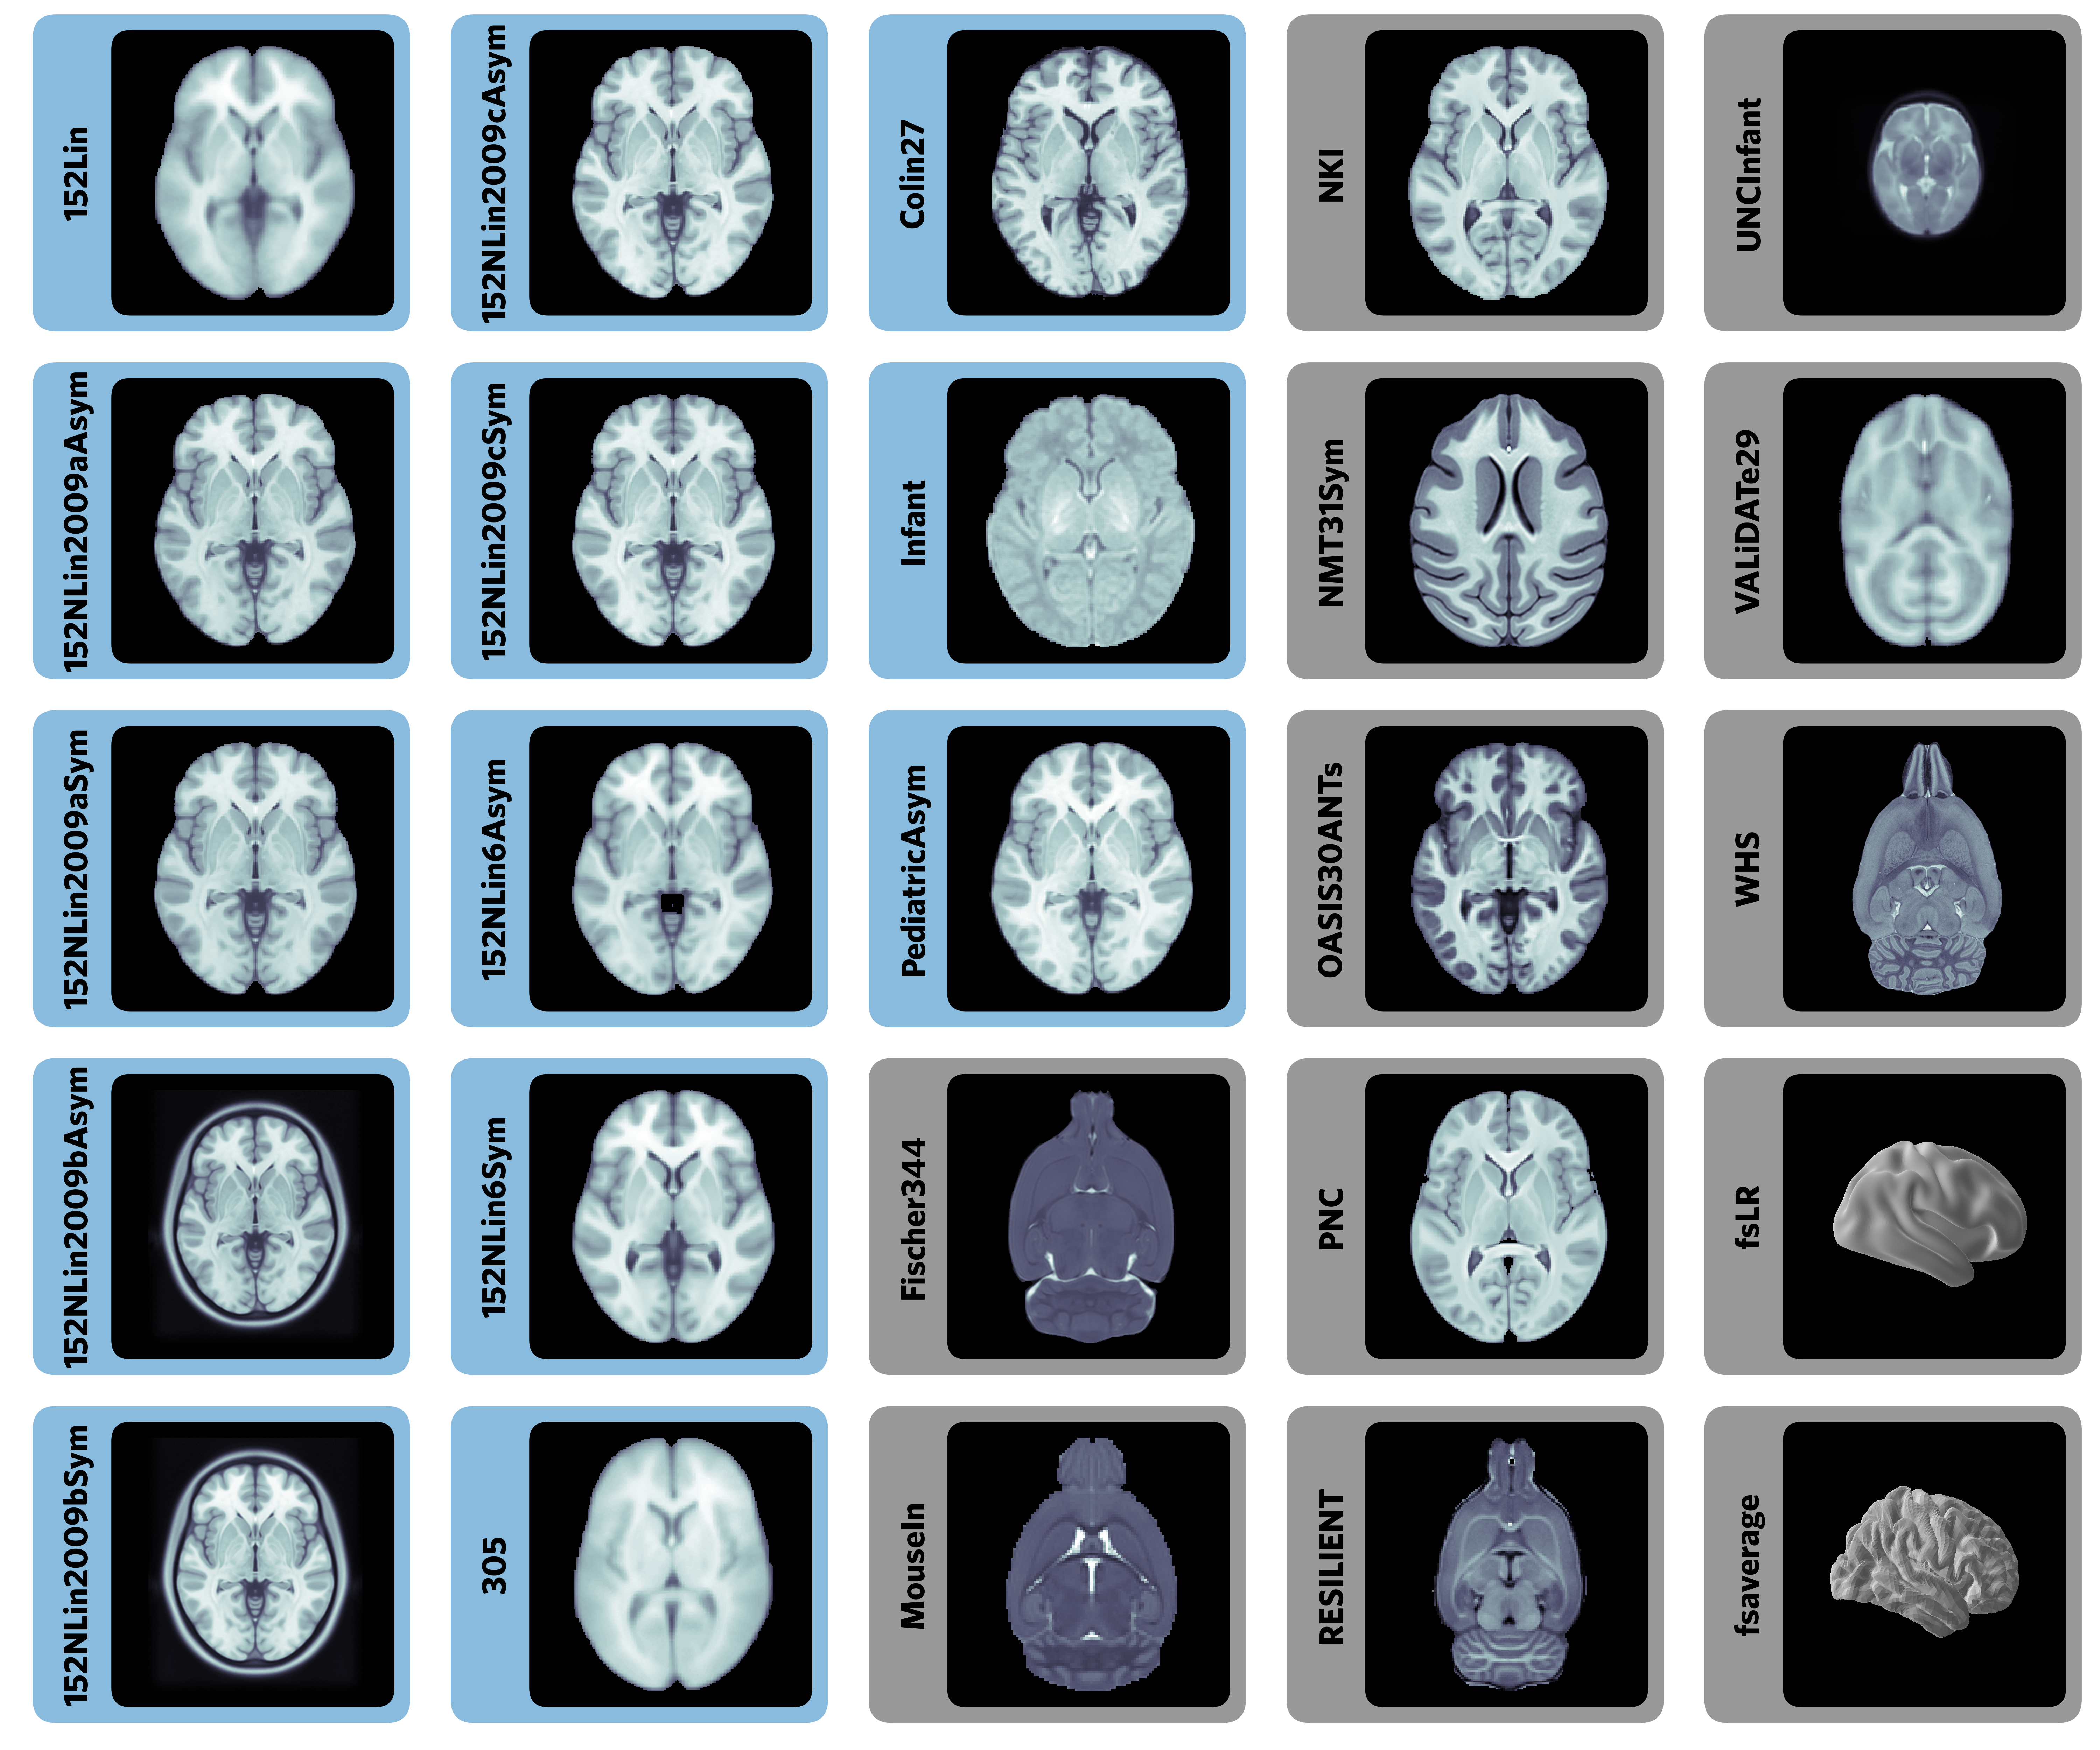 152Lin
152NLin2009cAsym
Colin27
NKI
UNCInfant
152NLin2009aAsym
152NLin2009cSym
Infant
NMT31Sym
VALiDATe29
152NLin2009aSym
152NLin6Asym
PediatricAsym
OASIS30ANTs
WHS
152NLin2009bAsym
152NLin6Sym
Fischer344
PNC
fsLR
152NLin2009bSym
305
MouseIn
RESILIENT
fsaverage